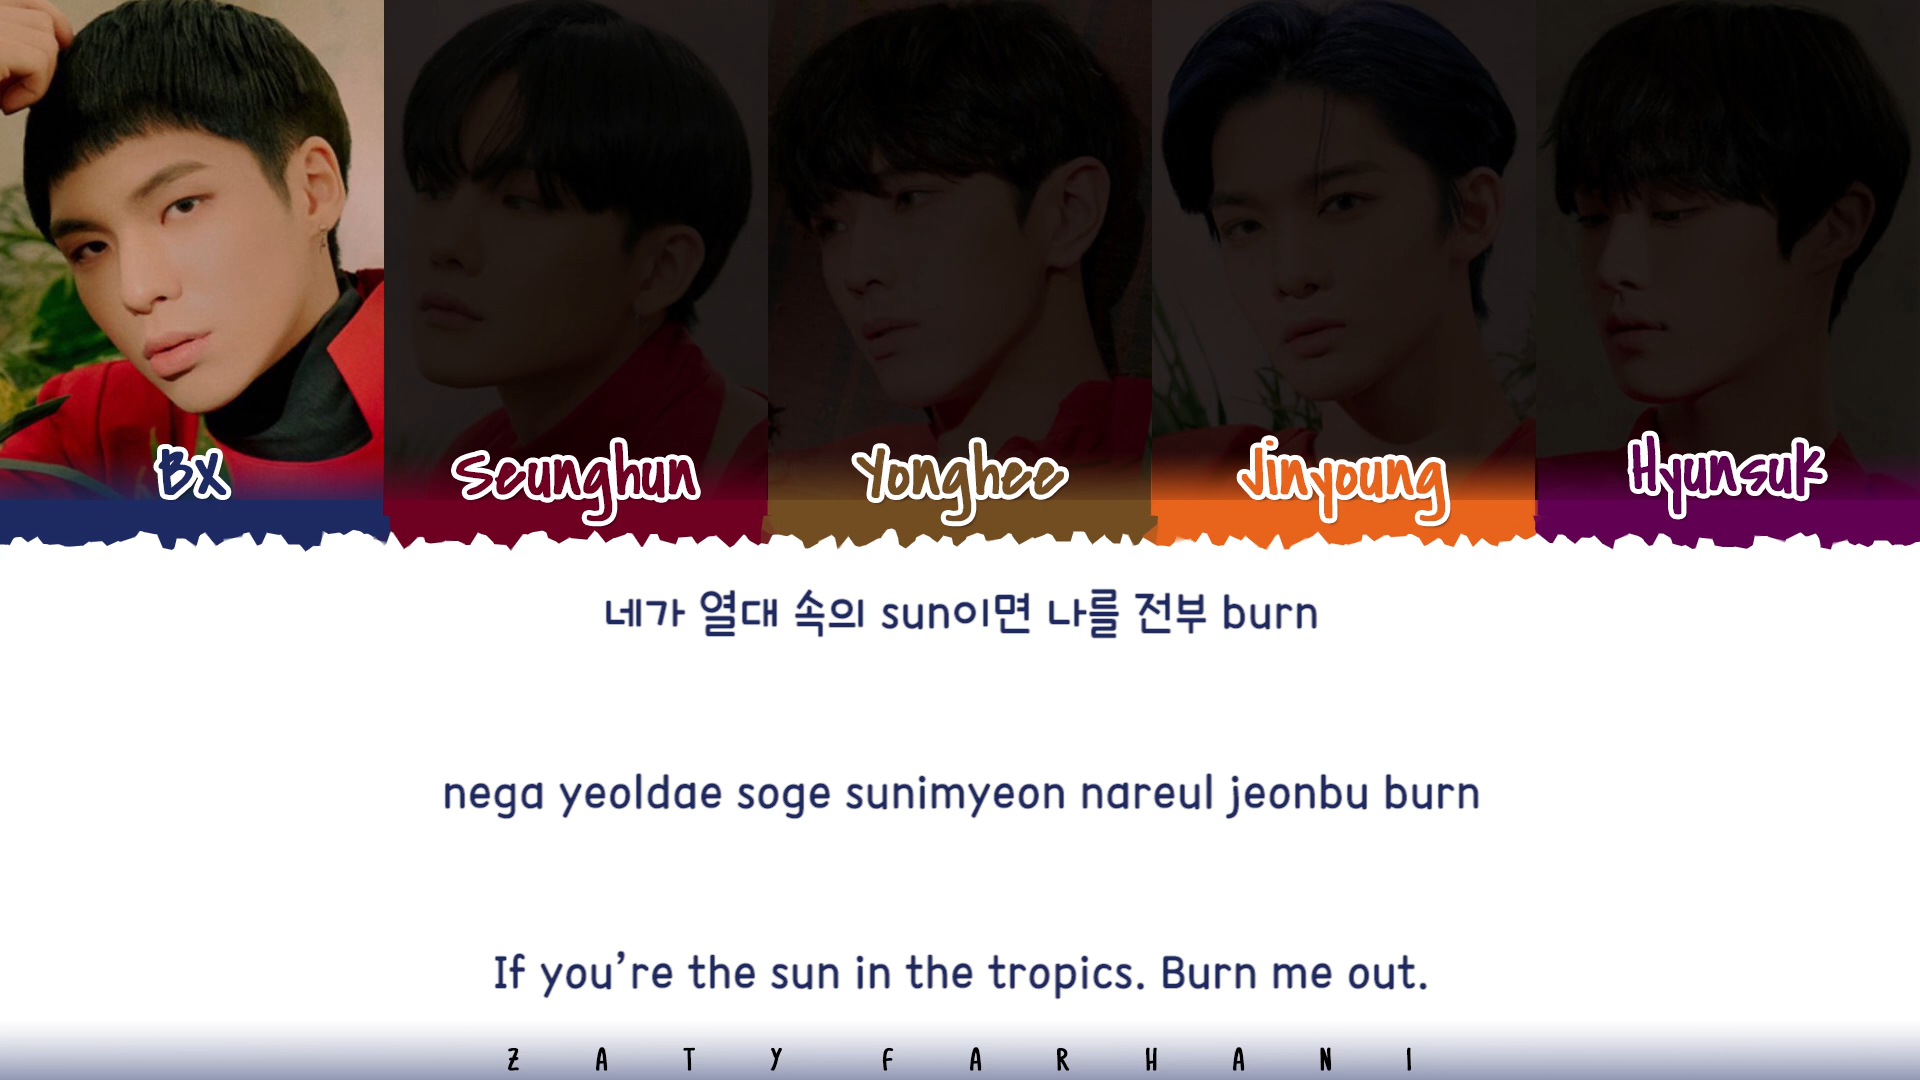 BX Seunghun Yonghee Jinyoung Hyunsuk
네가 열대 속의 sun이면 나를 전부 burn
nega yeoldae soge sunimyeon nareul jeonbu burn
If you’re the sun in the tropics. Burn me out.
ZATY FARHANI